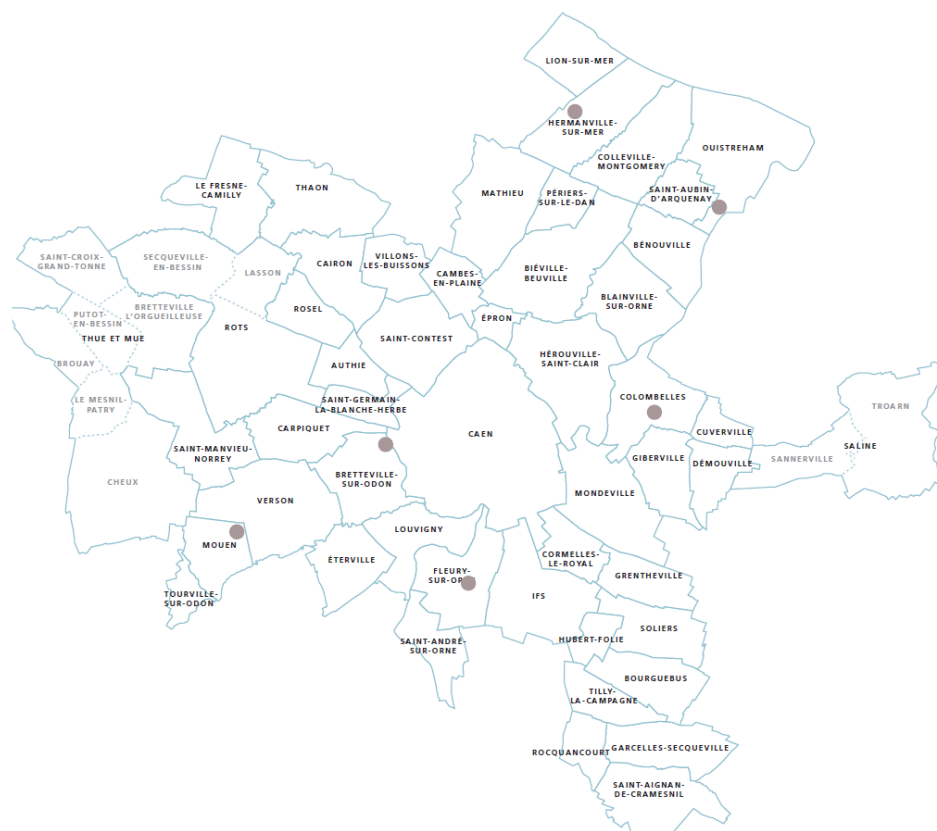 LION-SUR-MER
HERMANVILLE-
SUR-MER
OUISTREHAM
COLLEVILLE-
MONTGOMERY
LE FRESNE-
CAMILLY
THAON
MATHIEU
PÉRIERS-
SUR-LE-DAN
SAINT-AUBIN-
D'ARQUENAY
BÉNOUVILLE
SAINT-CROIX-
GRAND-TONNE
SECQUEVILLE-
EN-BESSIN
LASSON
CAIRON
VILLONS-
LES-BUISSONS
CAMBES-
EN-PLAINE
BIÉVILLE-
BEUVILLE
BLAINVILLE-
SUR-ORNE
PUTOT-
EN-BESSIN
BRETTEVILLE
L'ORGUEILLEUSE
THUE ET MUE
ROTS
ROSEL
SAINT-CONTEST
ÉPRON
HÉROUVILLE-
SAINT-CLAIR
BROUAY
AUTHIE
LE MESNIL-
PATRY
SAINT-GERMAIN-
LA-BLANCHE-HERBE
COLOMBELLES
TROARN
CARPIQUET
CAEN
CUVERVILLE
SAINT-MANVIEU-
NORREY
GIBERVILLE
DÉMOUVILLE
SANNERVILLE
SALINE
CHEUX
BRETTEVILLE-
SUR-ODON
VERSON
MONDEVILLE
LOUVIGNY
MOUEN
ÉTERVILLE
CORMELLES-
LE-ROYAL
FLEURY-
SUR-OR
GRENTHEVILLE
TOURVILLE-
SUR-ODON
IFS
SAINT-ANDRÉ-
SUR-ORNE
HUBERT-FOLIE
SOLIERS
BOURGUEBUS
TILLY-
LA-CAMPAGNE
ROCQUANCOURT
GARCELLES-SECQUEVILLE
SAINT-AIGNAN-
DE-CRAMESNIL